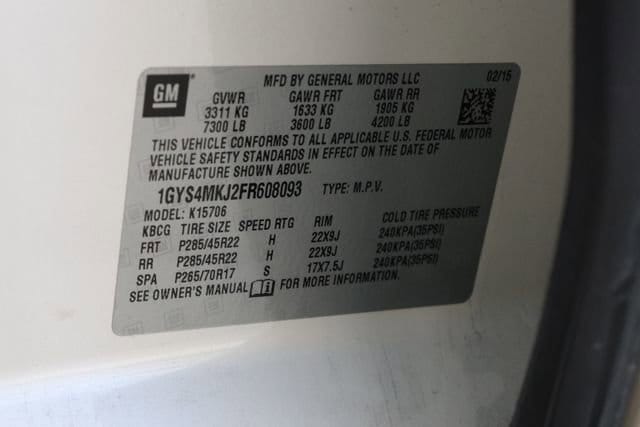 GM MFD BY GENERAL MOTORS LLC 02/15
GVWR GAWR FRT GAWR RR
3311 KG 1633 KG 1905 KG
7300 LB 3600 LB 4200 LB
THIS VEHICLE CONFORMS TO ALL APPLICABLE U.S. FEDERAL MOTOR
VEHICLE SAFETY STANDARDS IN EFFECT ON THE DATE OF
MANUFACTURE SHOWN ABOVE.
1GYS4MKJ2FR608093 TYPE: M.P.V.
MODEL: K15706
KBCG TIRE SIZE SPEED RTG RIM COLD TIRE PRESSURE
FRT P285/45R22 H 22X9J 240KPA(35PSI)
RR P285/45R22 H 22X9J 240KPA(35PSI)
SPA P265/70R17 S 17X7.5J 240KPA(35PSI)
SEE OWNER'S MANUAL FOR MORE INFORMATION.